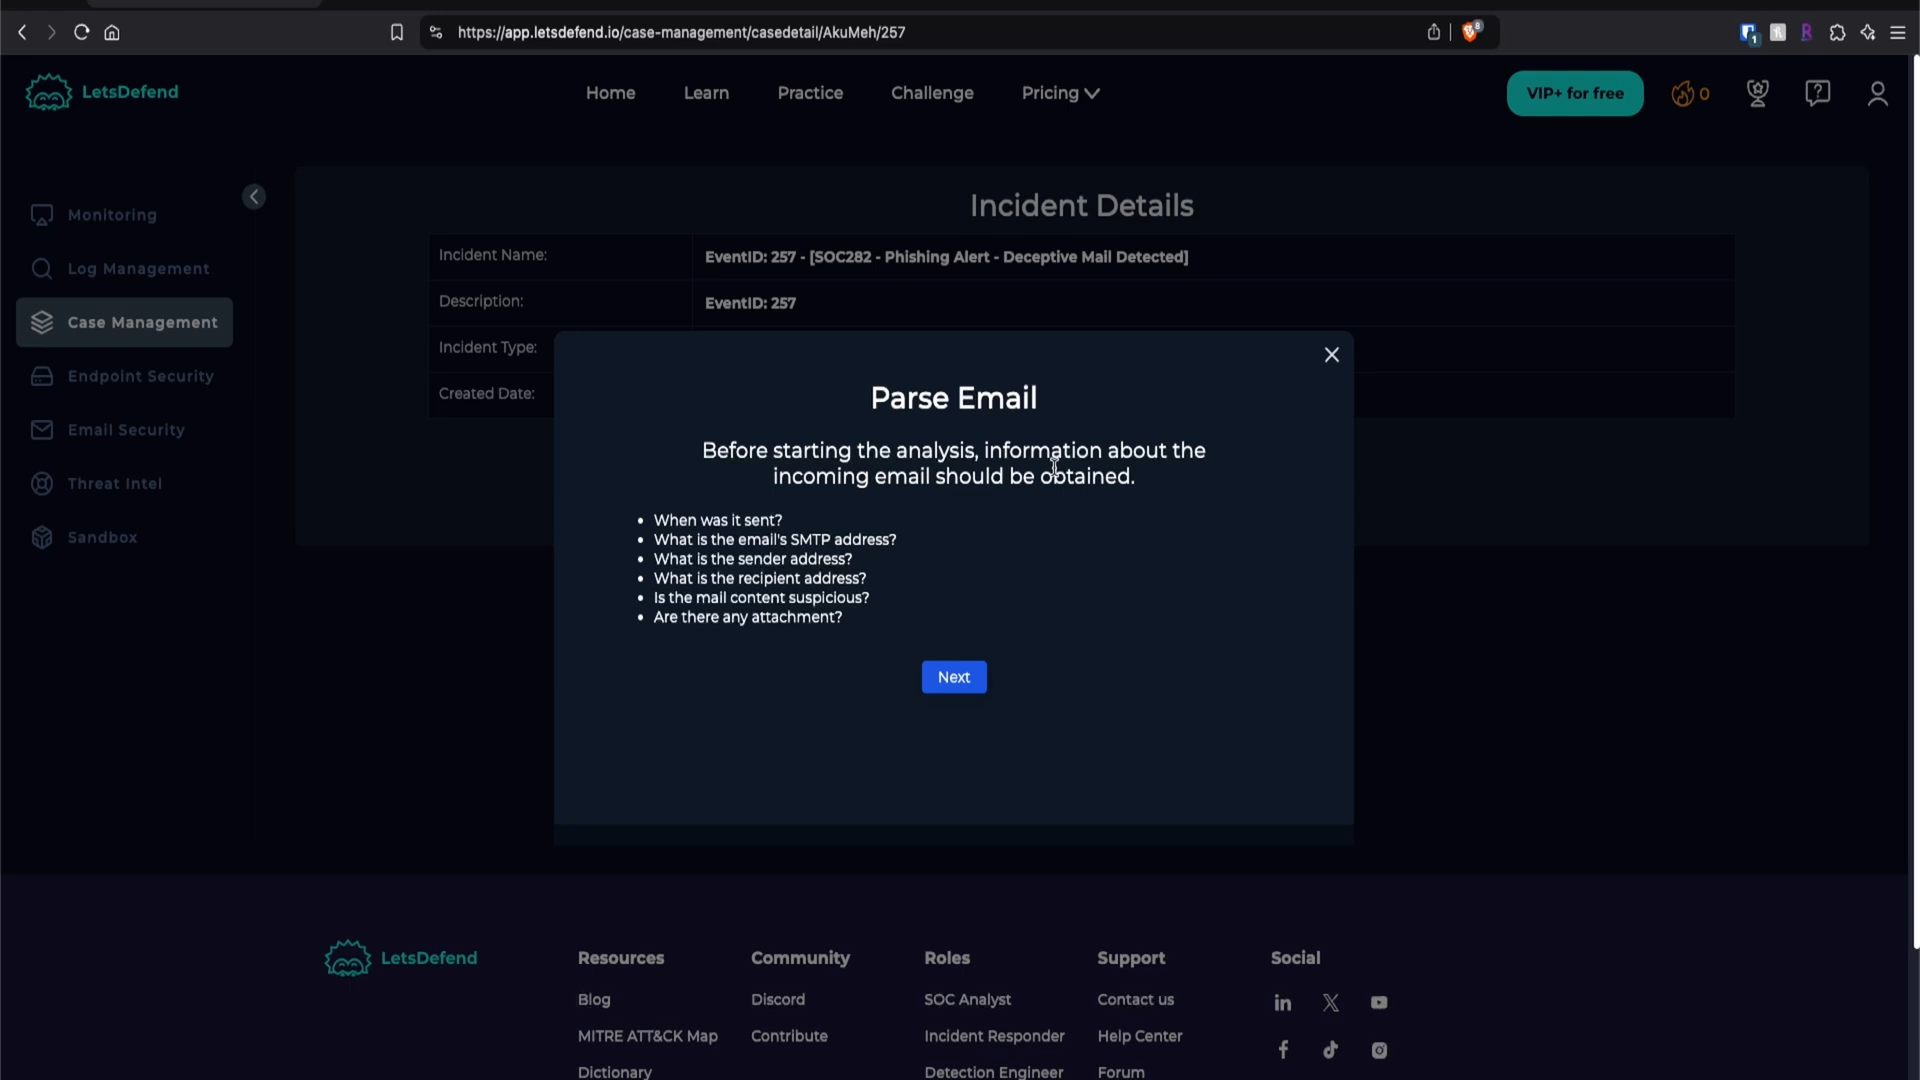 https://app.letsdefend.io/case-management/casedetail/AkuMeh/257
8
1
LetsDefend
Home
Learn
Practice
Challenge
Pricing
VIP+ for free
0
Monitoring
Log Management
Case Management
Endpoint Security
Email Security
Threat Intel
Sandbox
Incident Details
Incident Name:
EventID: 257 - [SOC282 - Phishing Alert - Deceptive Mail Detected]
Description:
EventID: 257
Incident Type:
Created Date:
Parse Email
Before starting the analysis, information about the
incoming email should be obtained.
• When was it sent?
• What is the email's SMTP address?
• What is the sender address?
• What is the recipient address?
• Is the mail content suspicious?
• Are there any attachment?
Next
LetsDefend
Resources
Blog
MITRE ATT&CK Map
Dictionary
Community
Discord
Contribute
Roles
SOC Analyst
Incident Responder
Detection Engineer
Support
Contact us
Help Center
Forum
Social